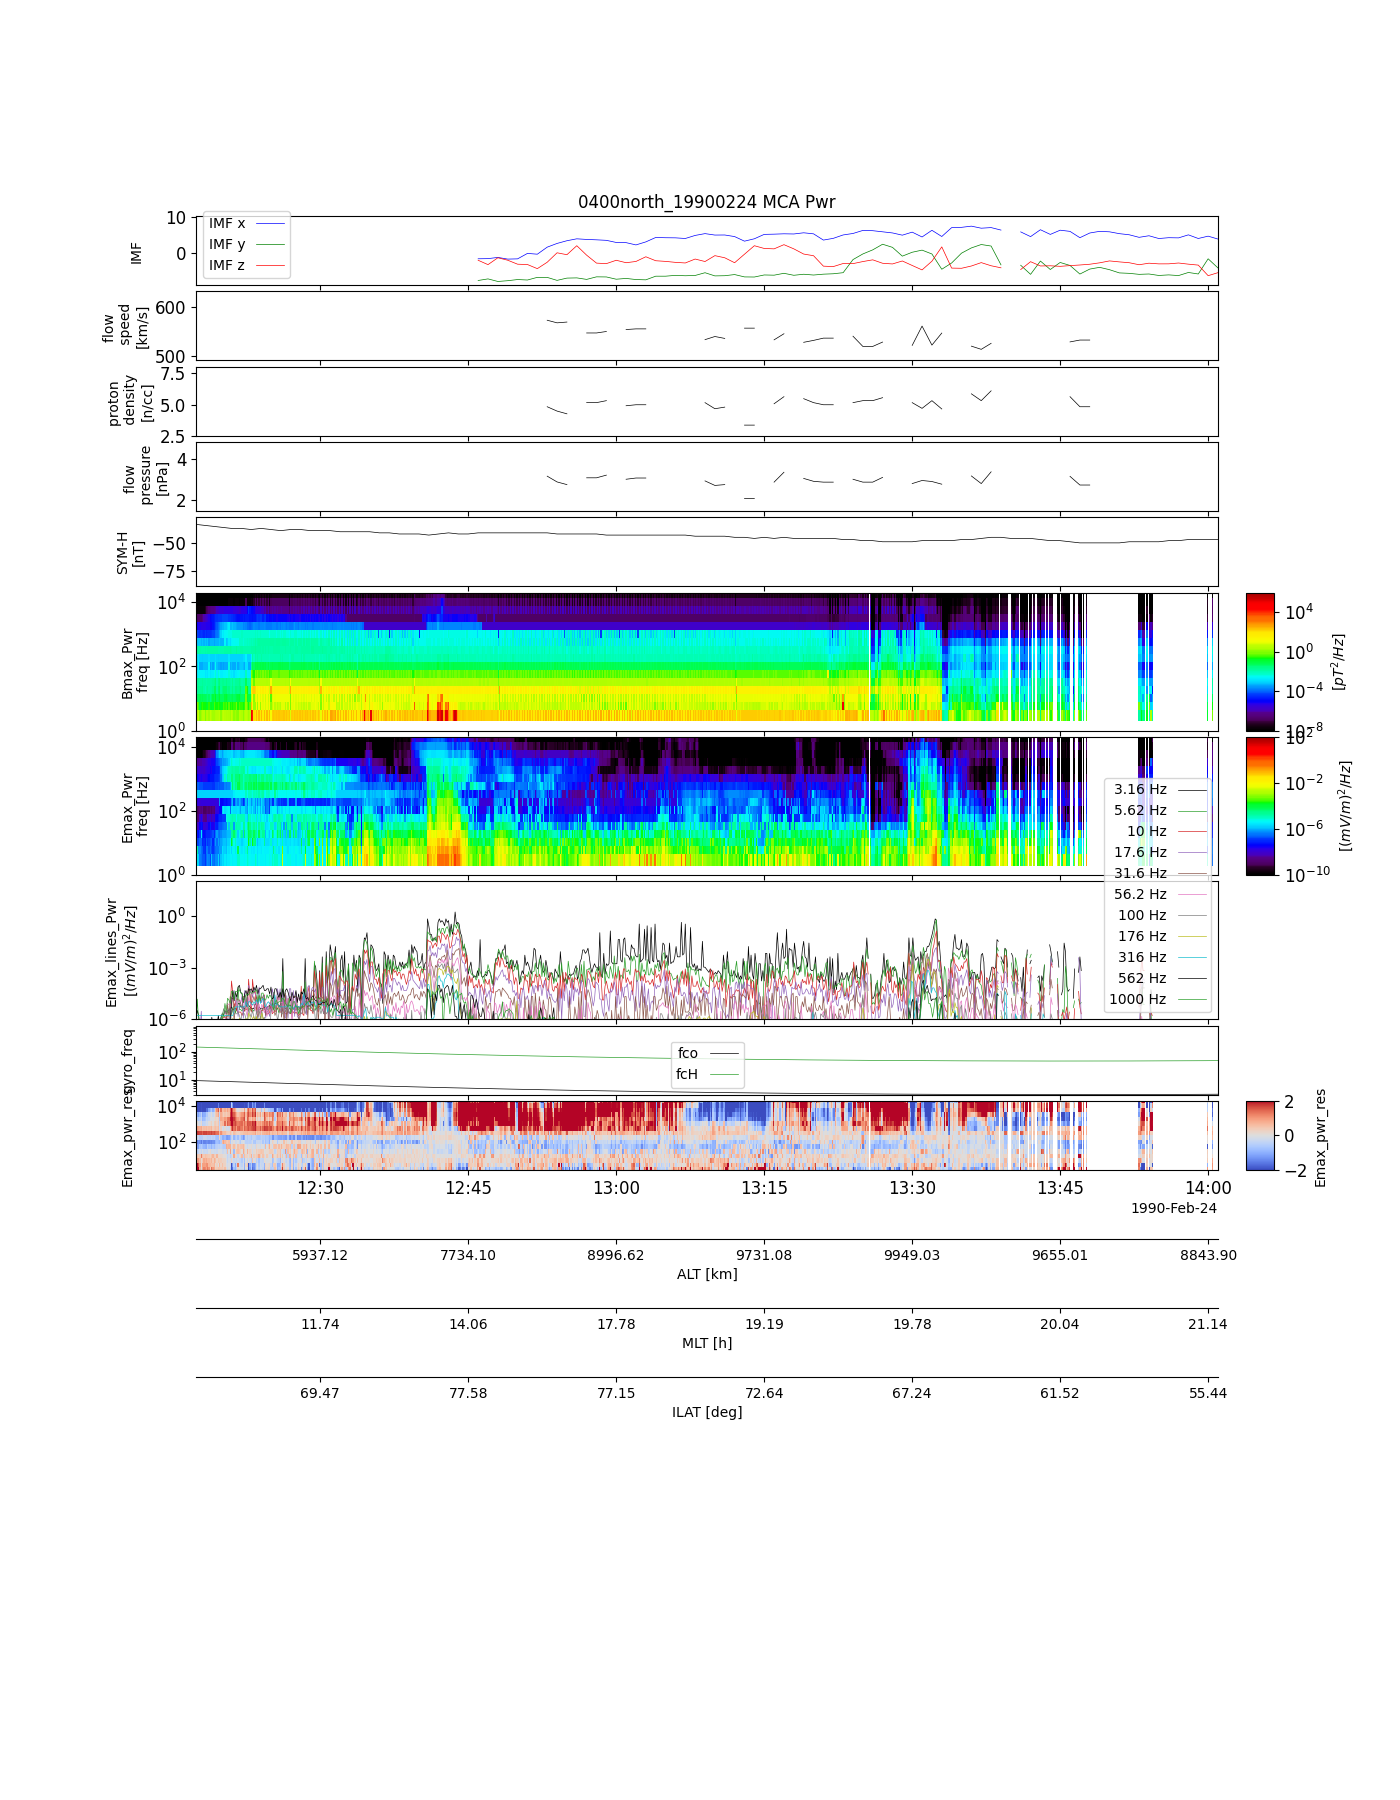 0400north_19900224 MCA Pwr
10
0
IMF
IMF x
IMF y
IMF z
600
500
flow
speed
[km/s]
7.5
5.0
2.5
proton
density
[n/cc]
4
2
flow
pressure
[nPa]
−50
−75
SYM-H
[nT]
10^4
10^2
10^0
Bmax_Pwr
freq [Hz]
10^4
10^0
10^−4
10^−8
[pT^2/Hz]
10^4
10^2
10^0
Emax_Pwr
freq [Hz]
10^2
10^−2
10^−6
10^−10
[(mV/m)^2/Hz]
3.16 Hz
5.62 Hz
10 Hz
17.6 Hz
31.6 Hz
56.2 Hz
100 Hz
176 Hz
316 Hz
562 Hz
1000 Hz
10^0
10^−3
10^−6
Emax_lines_Pwr
[(mV/m)^2/Hz]
10^2
10^1
gyro_freq
fco
fcH
10^4
10^2
Emax_pwr_res
2
0
−2
Emax_pwr_res
12:30 12:45 13:00 13:15 13:30 13:45 14:00
1990-Feb-24
5937.12 7734.10 8996.62 9731.08 9949.03 9655.01 8843.90
ALT [km]
11.74 14.06 17.78 19.19 19.78 20.04 21.14
MLT [h]
69.47 77.58 77.15 72.64 67.24 61.52 55.44
ILAT [deg]